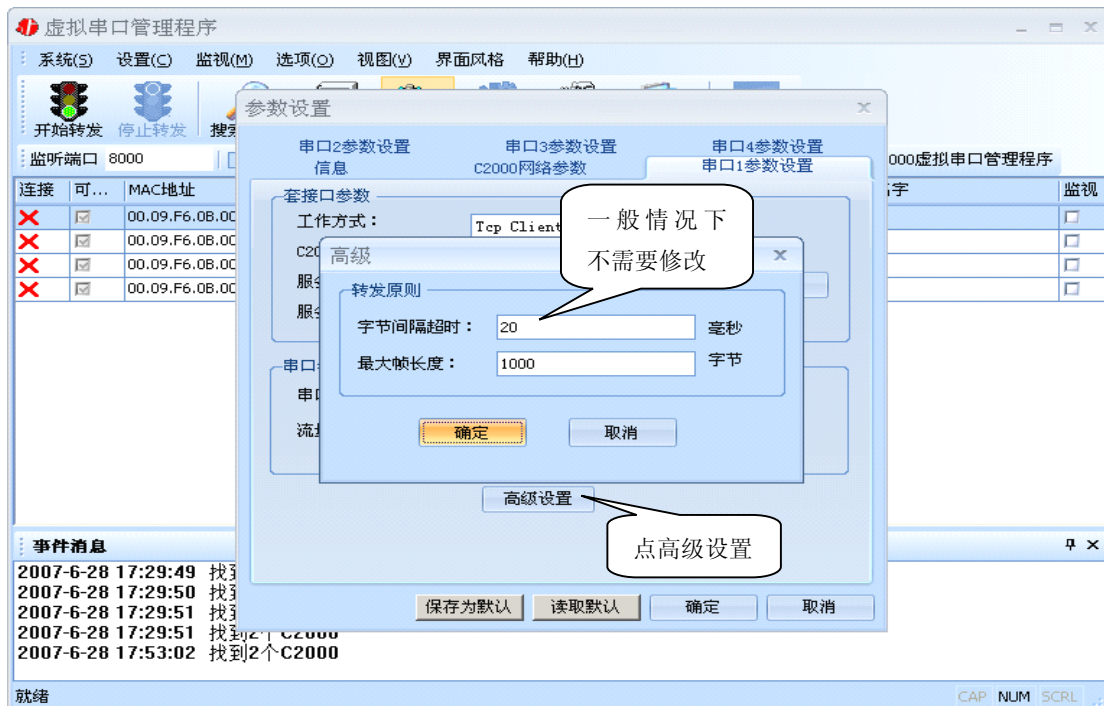 虚拟串口管理程序
系统(S) 设置(C) 监视(M) 选项(O) 视图(V) 界面风格 帮助(H)
开始转发 停止转发 搜索
监听端口 8000
000虚拟串口管理程序
连接 可... MAC地址
字 监视
00.09.F6.0B.00
00.09.F6.0B.00
00.09.F6.0B.00
00.09.F6.0B.00
参数设置
串口2参数设置 串口3参数设置 串口4参数设置
信息 C2000网络参数 串口1参数设置
套接口参数
工作方式： Tcp Client
一般情况下
不需要修改
高级
转发原则
字节间隔超时： 20 毫秒
最大帧长度： 1000 字节
确定 取消
串口
流
高级设置
点高级设置
保存为默认 读取默认 确定 取消
事件消息
2007-6-28 17:29:49 找到
2007-6-28 17:29:50 找到
2007-6-28 17:29:51 找到
2007-6-28 17:29:51 找到2个C2000
2007-6-28 17:53:02 找到2个C2000
就绪 CAP NUM SCRL